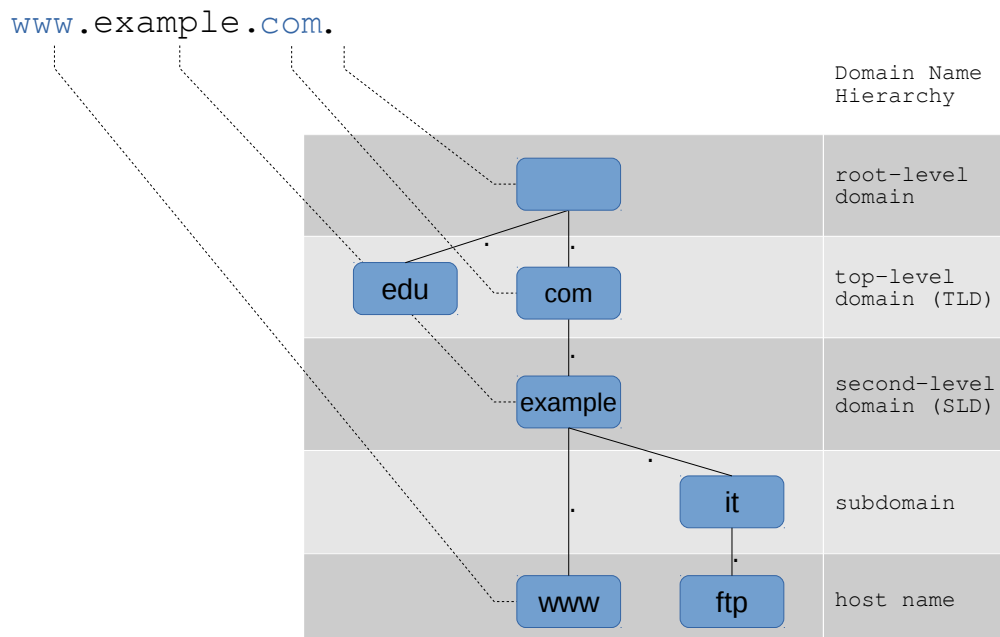 www.example.com.
Domain Name
Hierarchy
root-level
domain
.
.
edu
com
top-level
domain (TLD)
.
example
second-level
domain (SLD)
.
it
subdomain
.
.
www
ftp
host name